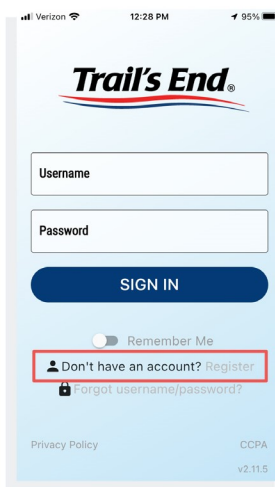 Verizon 12:28 PM 95%
Trail's End®
Username
Password
SIGN IN
Remember Me
Don't have an account? Register
Forgot username/password?
Privacy Policy CCPA
v2.11.5